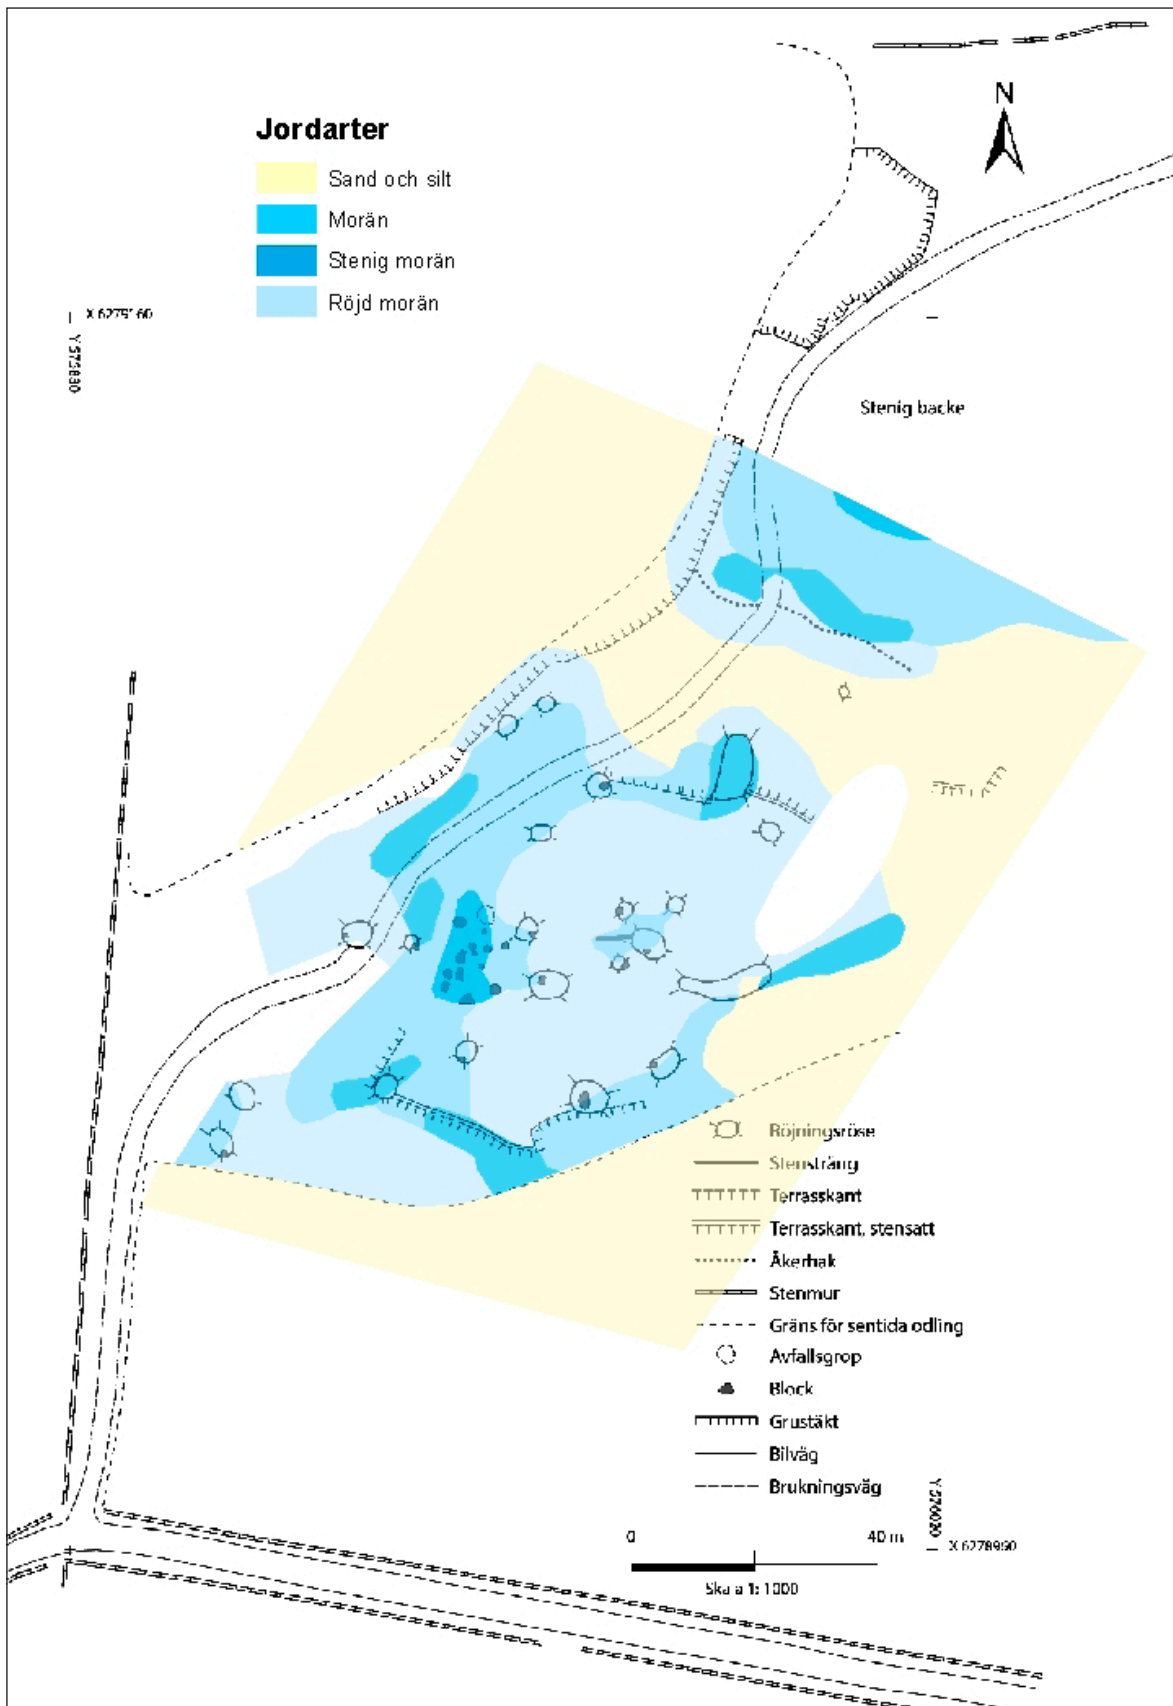 N
Jordarter
Sand och silt
Morän
Stenig morän
Röjd morän
Stenig backe
Röjningsröse
Stensträng
Terrasskant
Terrasskant, stensatt
Åkerhak
Stenmur
Gräns för sentida odling
Avfallsgrop
Block
Grustäkt
Bilväg
Brukningsväg
0 40 m
Skala 1: 1000